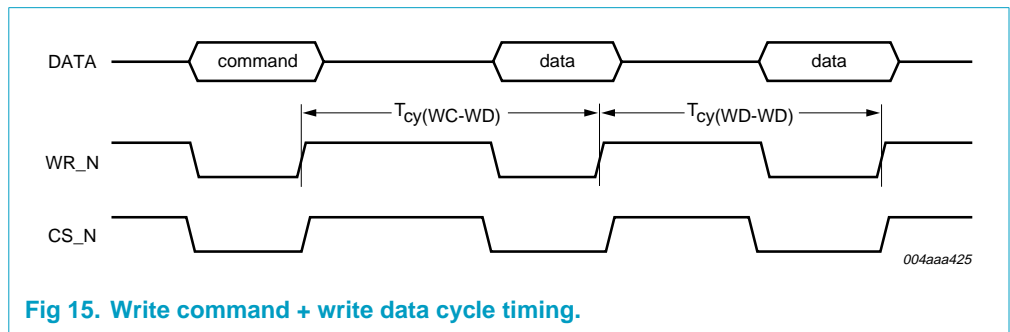 DATA command data data
Tcy(WC-WD) Tcy(WD-WD)
WR_N
CS_N
004aaa425
Fig 15. Write command + write data cycle timing.